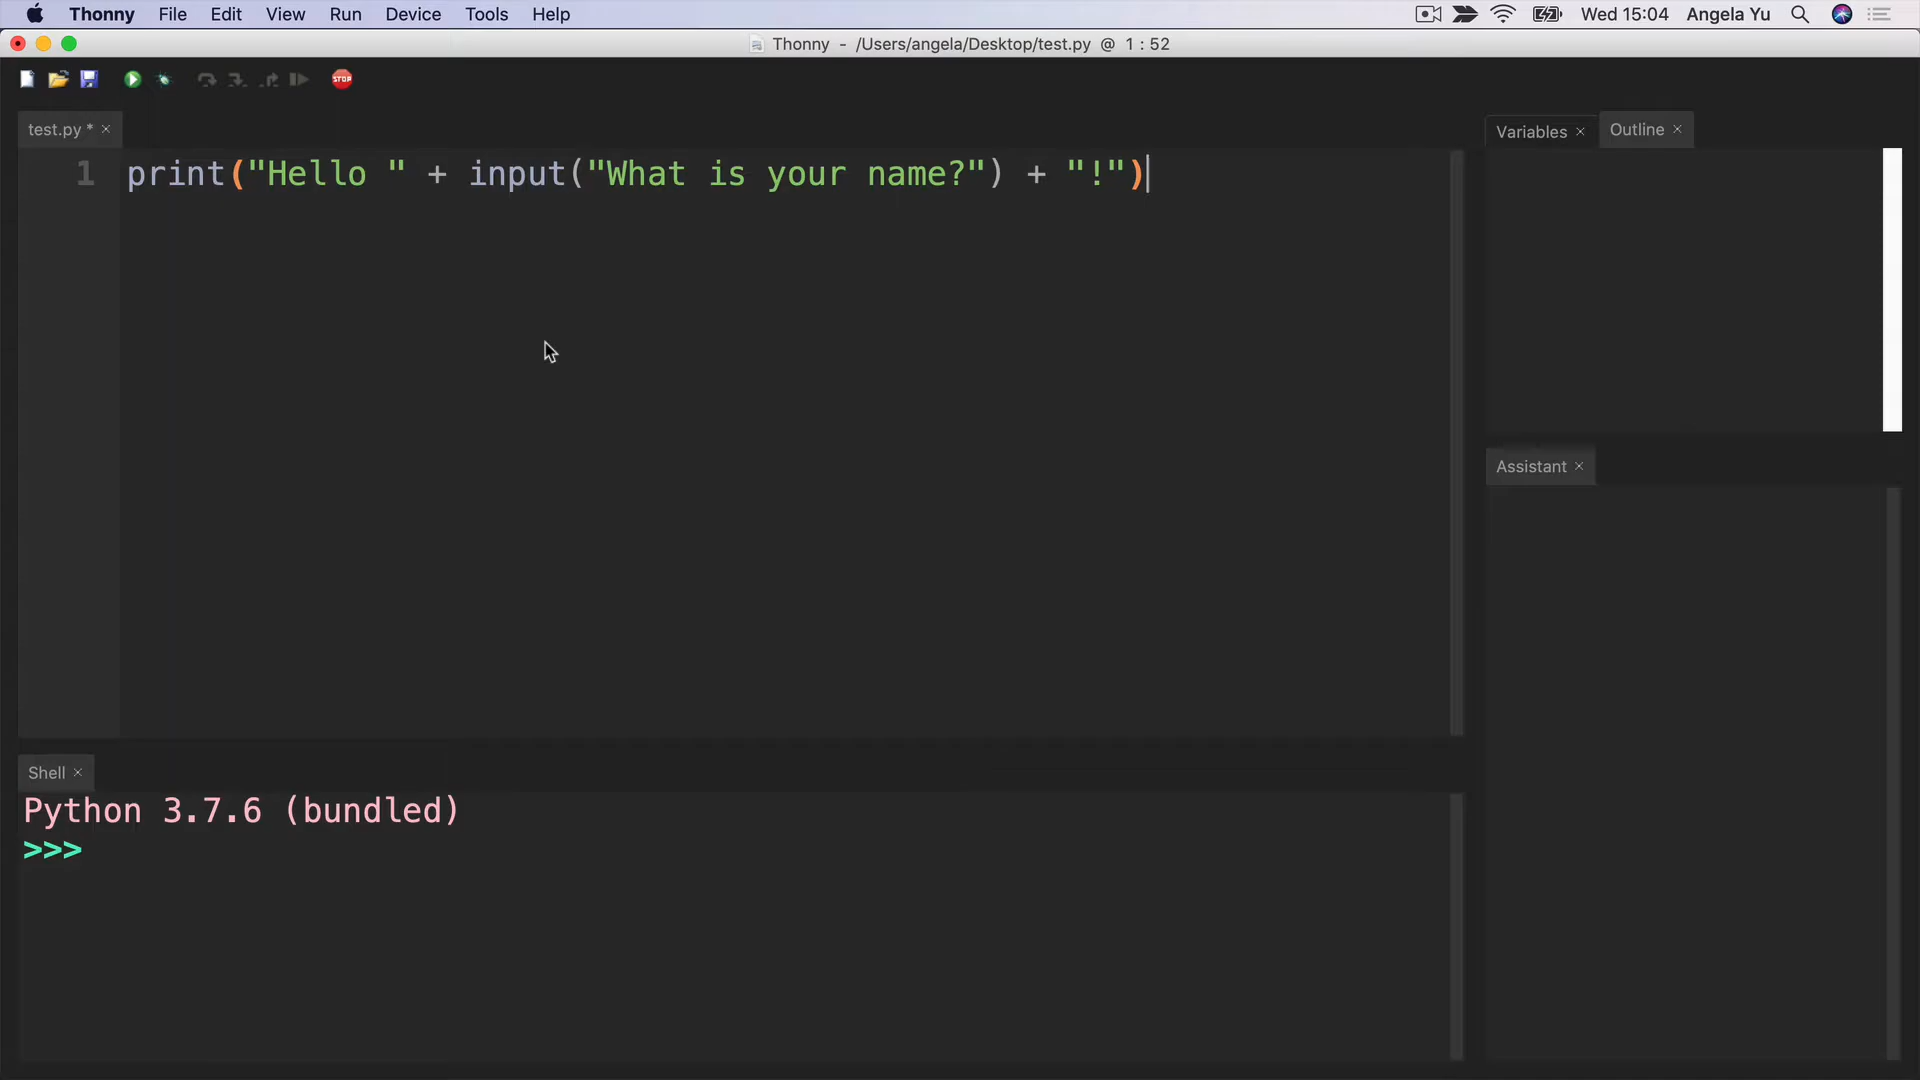 Thonny File Edit View Run Device Tools Help Wed 15:04 Angela Yu
Thonny - /Users/angela/Desktop/test.py @ 1 : 52
STOP
test.py * ×
Variables × Outline ×
1 print("Hello " + input("What is your name?") + "!")
Assistant ×
Shell ×
Python 3.7.6 (bundled)
>>>